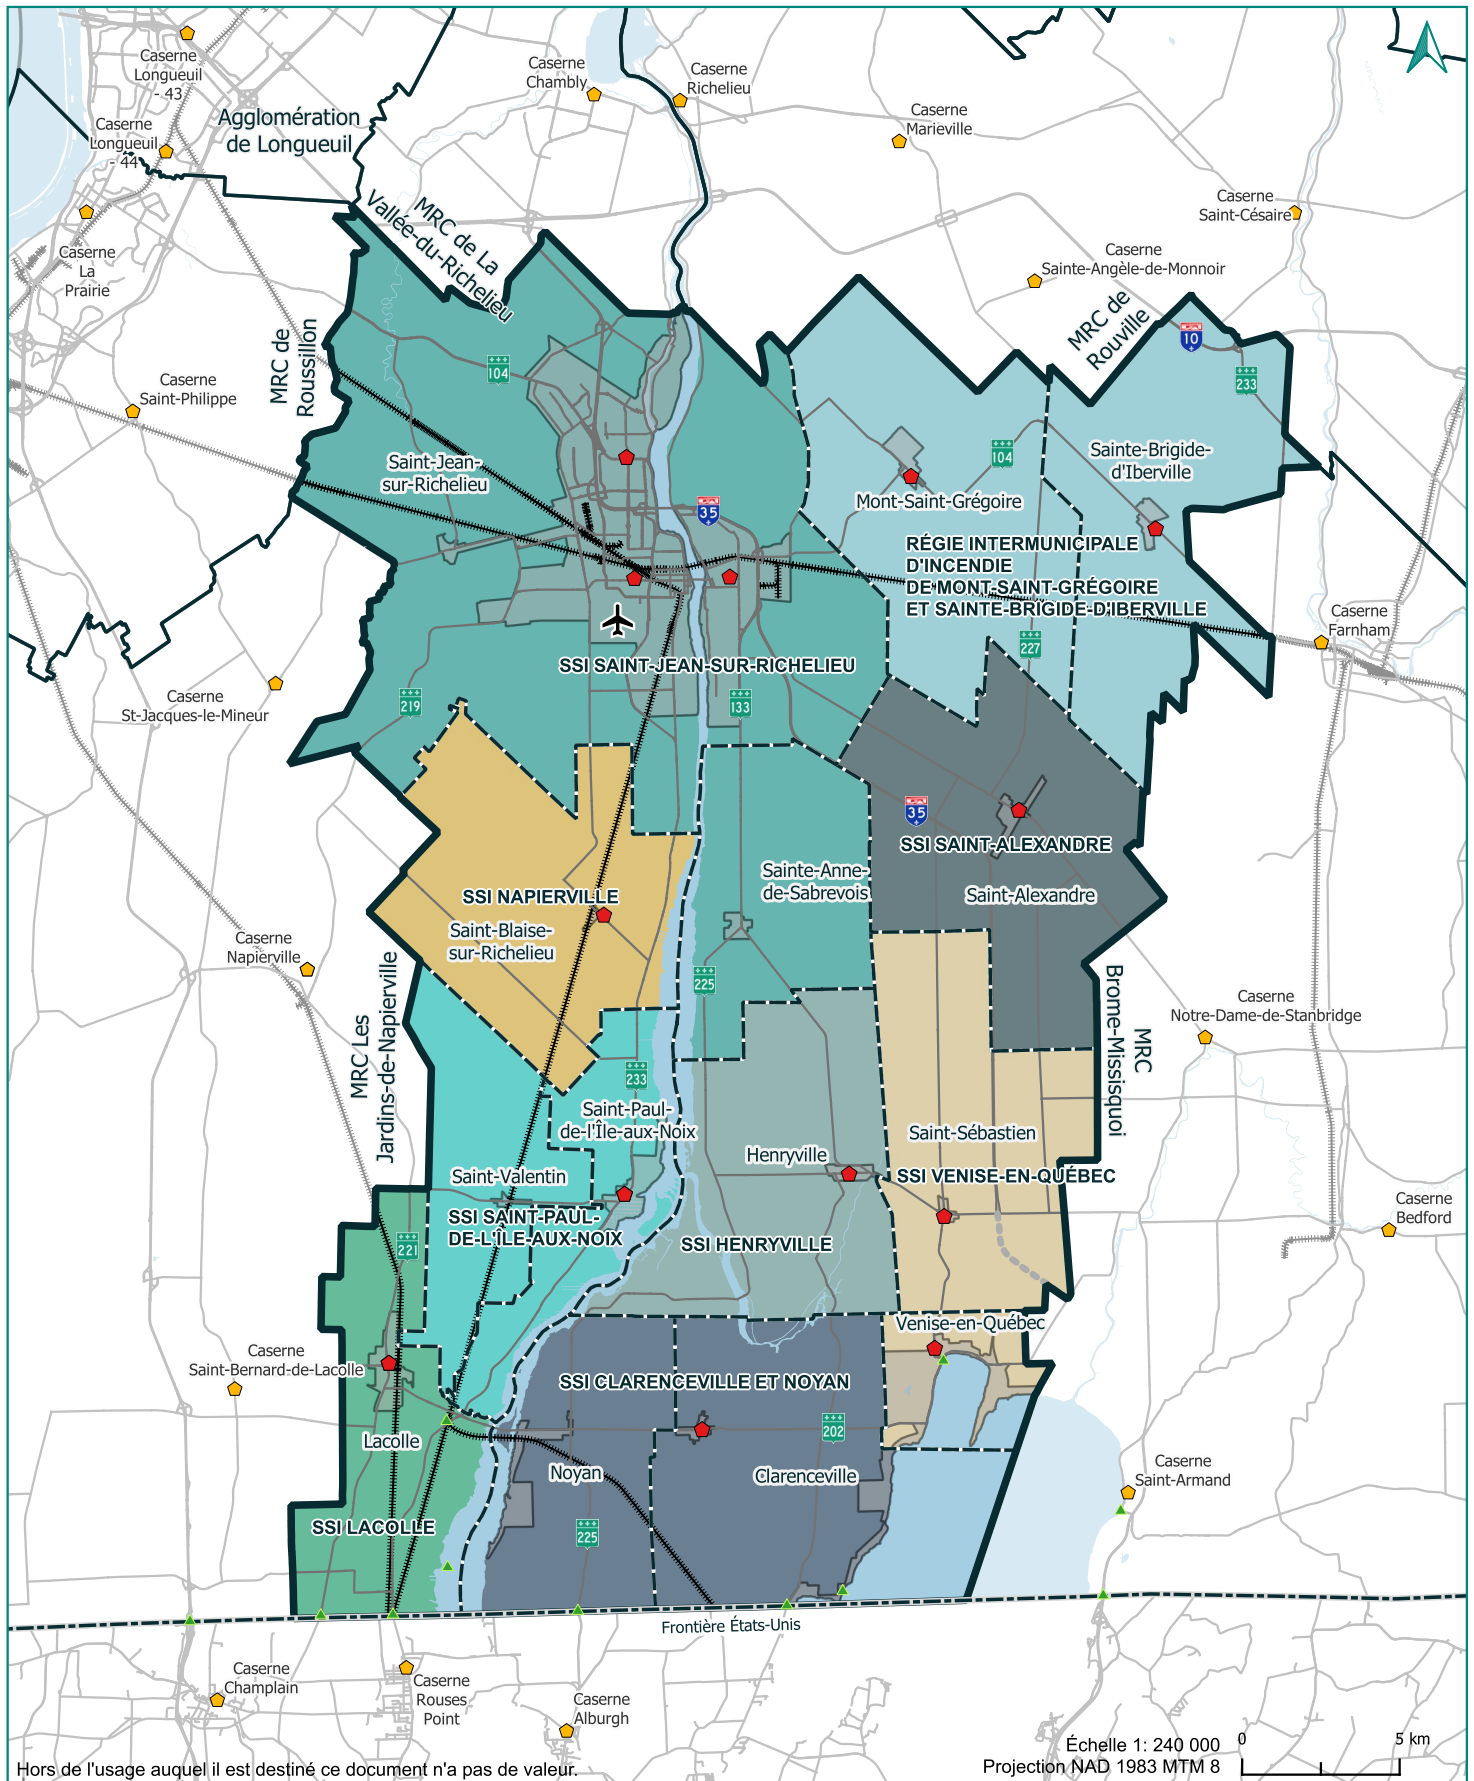 Caserne
Longueuil
- 43
Agglomération
de Longueuil
Caserne
Longueuil
- 44
Caserne
Chambly
Caserne
Richelieu
Caserne
Marieville
Caserne
Saint-Césaire
Caserne
Sainte-Angèle-de-Monnoir
Caserne
La
Prairie
MRC de La
Vallée-du-Richelieu
MRC de
Rouville
MRC de
Roussillon
10
233
104
Caserne
Saint-Philippe
Saint-Jean-
sur-Richelieu
104
Sainte-Brigide-
d'Iberville
Mont-Saint-Grégoire
35
RÉGIE INTERMUNICIPALE
D'INCENDIE
DE MONT-SAINT-GRÉGOIRE
ET SAINTE-BRIGIDE-D'IBERVILLE
Caserne
Farnham
227
SSI SAINT-JEAN-SUR-RICHELIEU
Caserne
St-Jacques-le-Mineur
219
133
35
SSI SAINT-ALEXANDRE
Saint-Alexandre
Sainte-Anne-
de-Sabrevois
SSI NAPIERVILLE
Saint-Blaise-
sur-Richelieu
Caserne
Napierville
225
MRC Les
Jardins-de-Napierville
MRC
Brome-Missisquoi
Caserne
Notre-Dame-de-Stanbridge
233
Saint-Paul-
de-l'Île-aux-Noix
Saint-Sébastien
Henryville
Saint-Valentin
SSI VENISE-EN-QUÉBEC
SSI SAINT-PAUL-
DE-L'ÎLE-AUX-NOIX
SSI HENRYVILLE
221
Caserne
Bedford
Venise-en-Québec
Caserne
Saint-Bernard-de-Lacolle
SSI CLARENCEVILLE ET NOYAN
202
Lacolle
Noyan
Clarenceville
Caserne
Saint-Armand
SSI LACOLLE
225
Frontière États-Unis
Caserne
Champlain
Caserne
Rouses
Point
Caserne
Alburgh
Échelle 1: 240 000
Projection NAD 1983 MTM 8
0
5 km
Hors de l'usage auquel il est destiné ce document n'a pas de valeur.